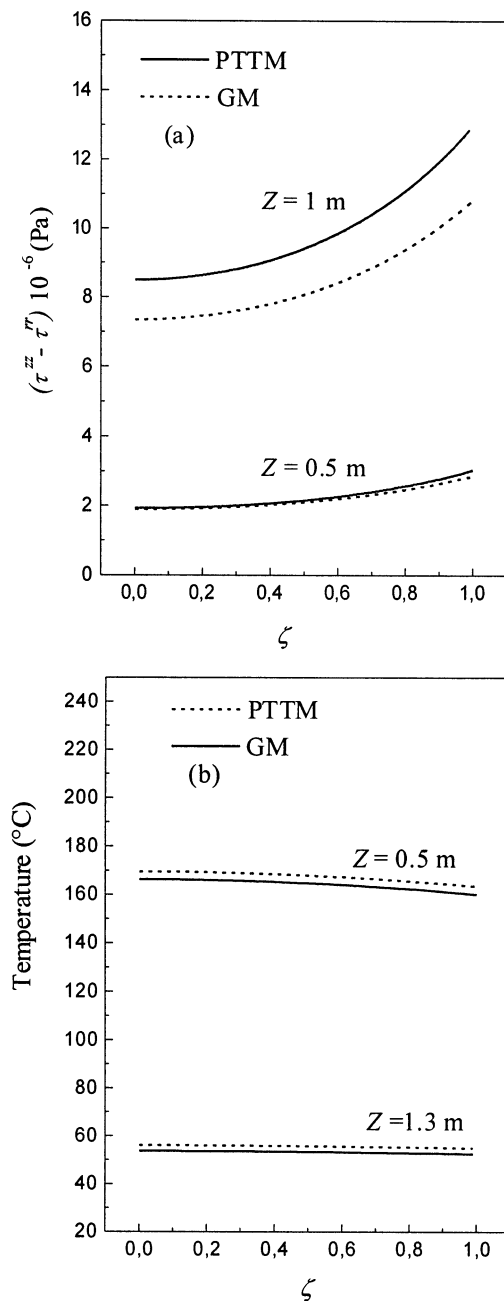 16
14
12
10
8
6
4
2
0
(τ^zz - τ^rr) 10^-6 (Pa)
PTTM
GM
(a)
Z = 1 m
Z = 0.5 m
0,0 0,2 0,4 0,6 0,8 1,0
ζ
240
220
200
180
160
140
120
100
80
60
40
20
Temperature (°C)
PTTM
GM
(b)
Z = 0.5 m
Z =1.3 m
0,0 0,2 0,4 0,6 0,8 1,0
ζ